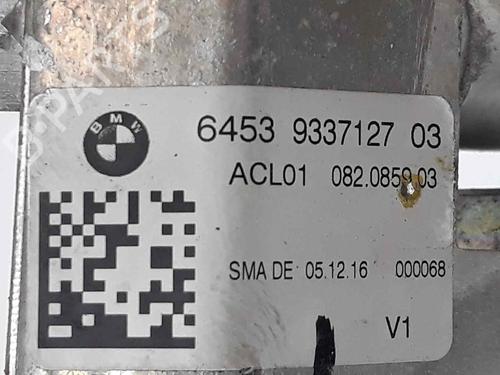 BMW
6453 9337127 03
ACL01 082.0859.03
SMA DE 05.12.16 000068
V1